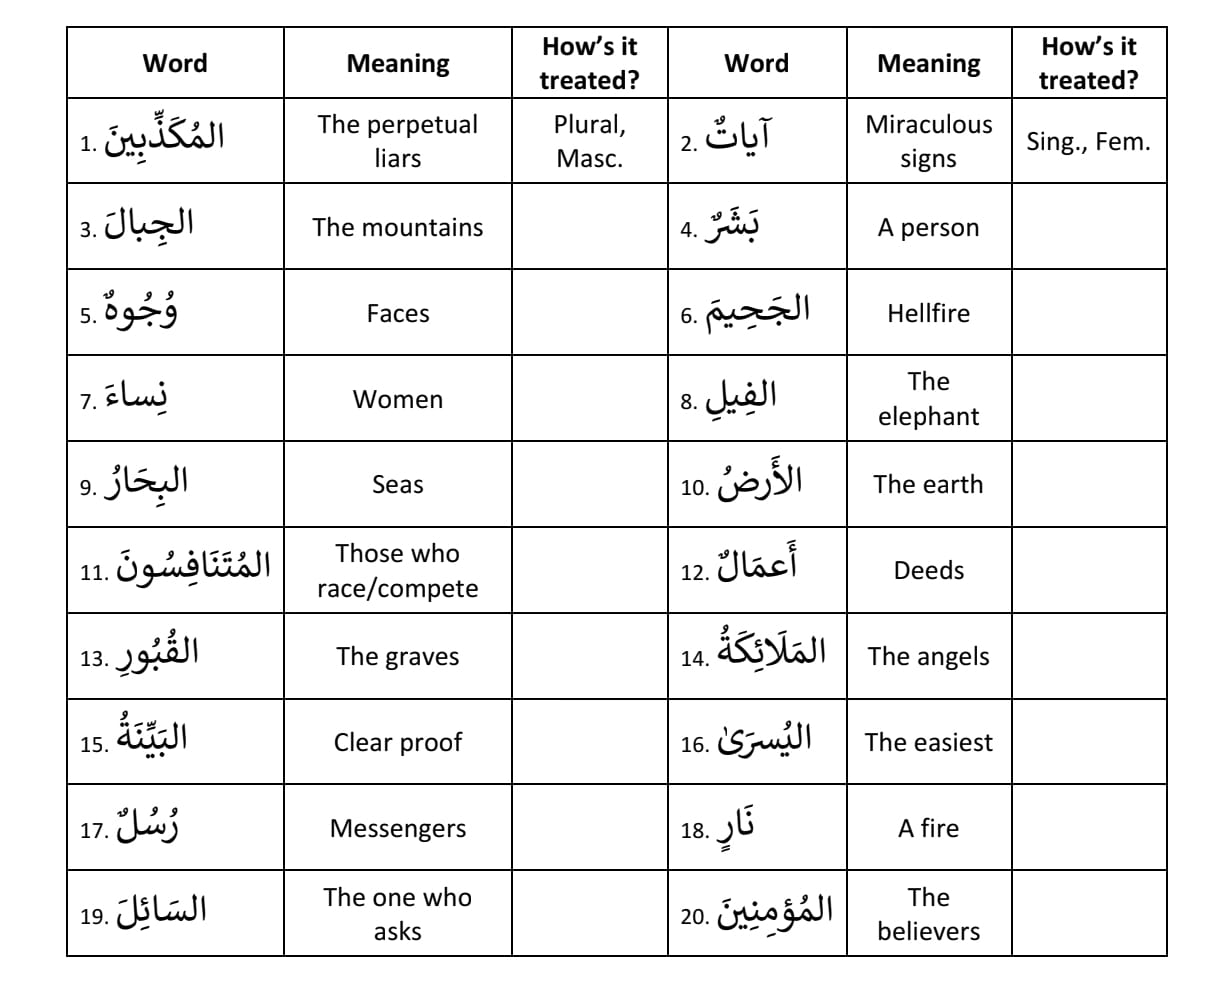 Word Meaning How's it treated? Word Meaning How's it treated?
1. المُكَذِّبِينَ The perpetual liars Plural, Masc. 2. آيَاتٌ Miraculous signs Sing., Fem.
3. الجِبالَ The mountains 4. بَشَرٌ A person
5. وُجُوهٌ Faces 6. الجَحِيمَ Hellfire
7. نِساءَ Women 8. الفِيلِ The elephant
9. البِحَارُ Seas 10. الأَرضُ The earth
11. المُتَنَافِسُونَ Those who race/compete 12. أَعمَالٌ Deeds
13. القُبُورِ The graves 14. المَلَائِكَةُ The angels
15. البَيِّنَةُ Clear proof 16. اليُسرَىٰ The easiest
17. رُسُلٌ Messengers 18. نَارٍ A fire
19. السَائِلَ The one who asks 20. المُؤمِنِينَ The believers